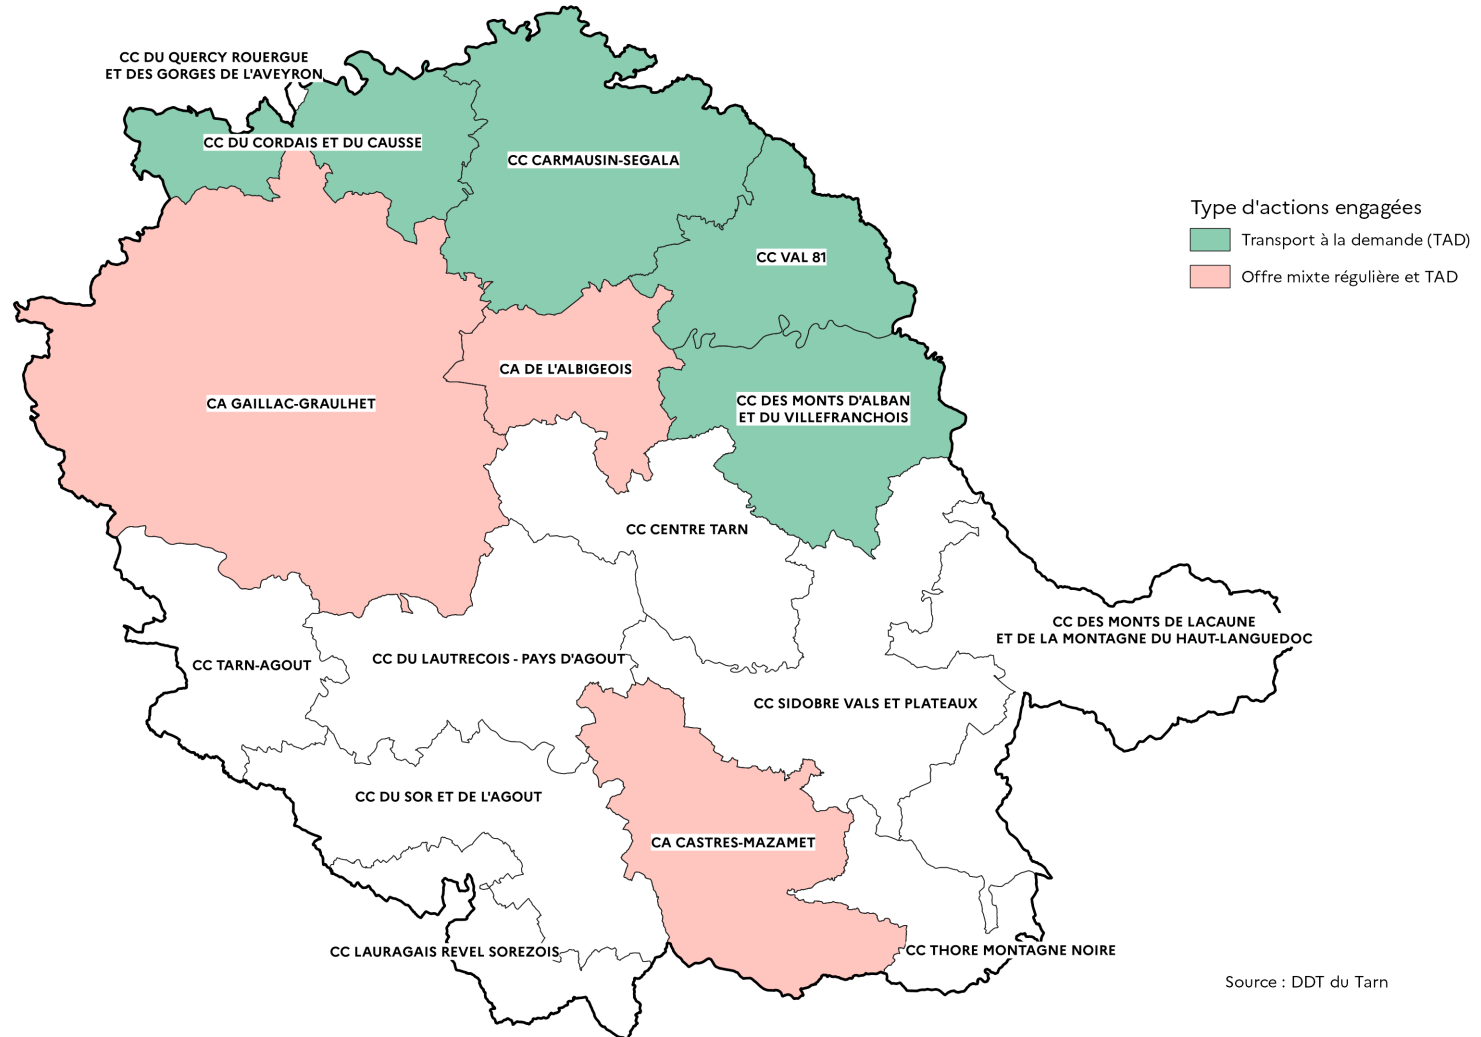 CC DU QUERCY ROUERGUE
ET DES GORGES DE L'AVEYRON
CC DU CORDAIS ET DU CAUSSE
CC CARMAUSIN-SEGALA
Type d'actions engagées
Transport à la demande (TAD)
Offre mixte régulière et TAD
CC VAL 81
CA DE L'ALBIGEOIS
CA GAILLAC-GRAULHET
CC DES MONTS D'ALBAN
ET DU VILLEFRANCHOIS
CC CENTRE TARN
CC DES MONTS DE LACAUNE
ET DE LA MONTAGNE DU HAUT-LANGUEDOC
CC TARN-AGOUT
CC DU LAUTRECOIS - PAYS D'AGOUT
CC SIDOBRE VALS ET PLATEAUX
CC DU SOR ET DE L'AGOUT
CA CASTRES-MAZAMET
CC LAURAGAIS REVEL SOREZOIS
CC THORE MONTAGNE NOIRE
Source : DDT du Tarn